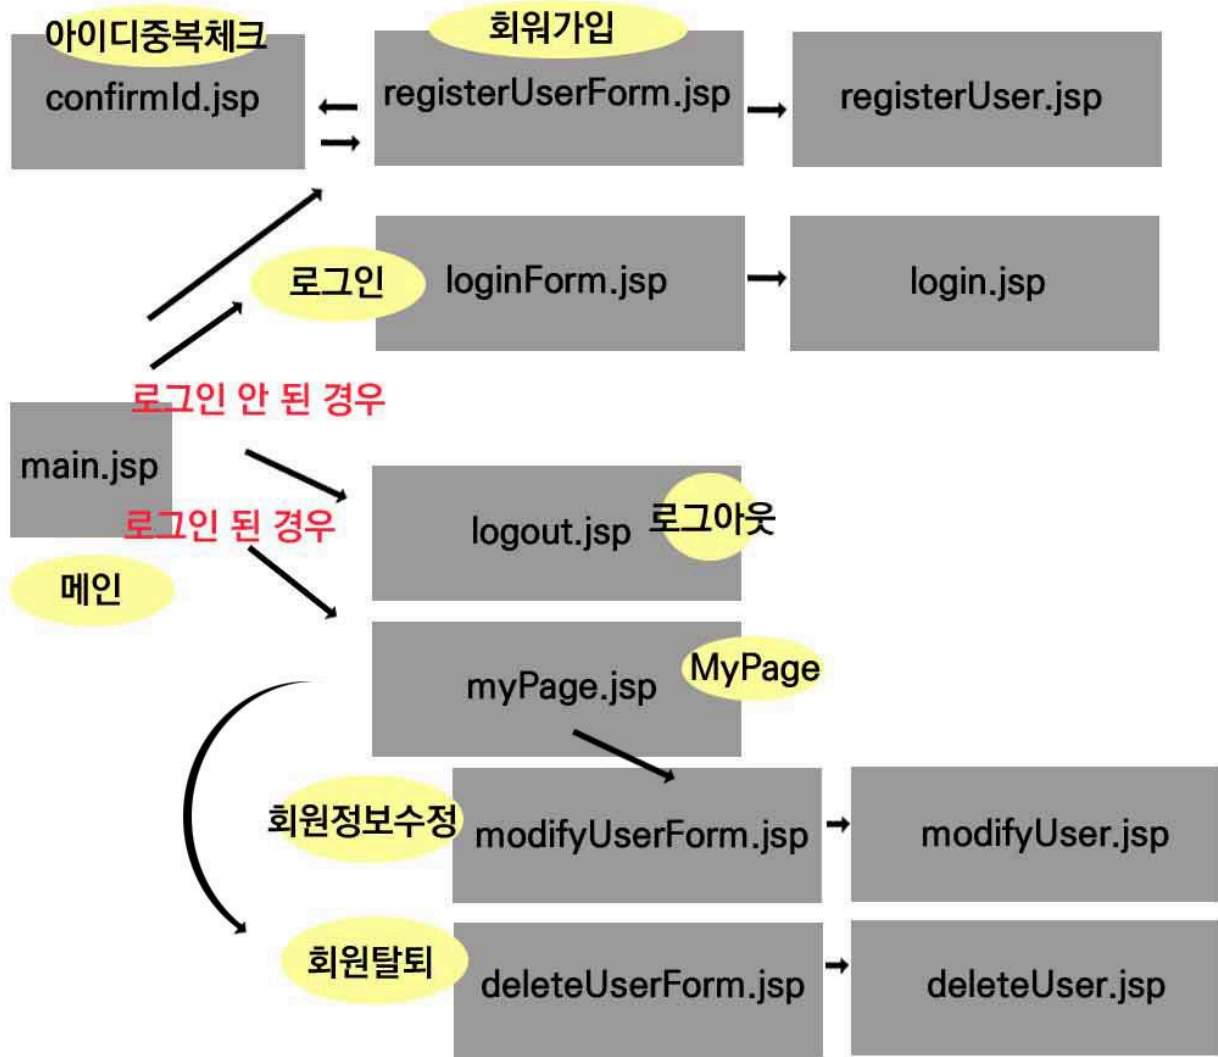 아이디중복체크
confirmId.jsp
회워가입
registerUserForm.jsp
registerUser.jsp
로그인
loginForm.jsp
login.jsp
로그인 안 된 경우
main.jsp
로그인 된 경우
메인
logout.jsp
로그아웃
myPage.jsp
MyPage
회원정보수정
modifyUserForm.jsp
modifyUser.jsp
회원탈퇴
deleteUserForm.jsp
deleteUser.jsp